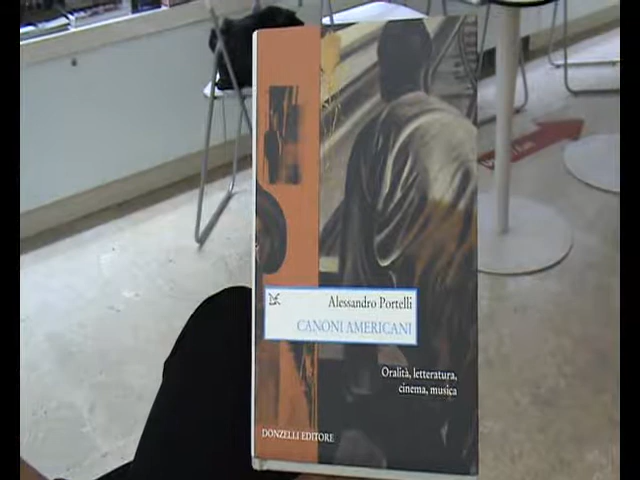 Alessandro Portelli
CANONI AMERICANI
Oralità, letteratura,
cinema, musica
DONZELLI EDITORE